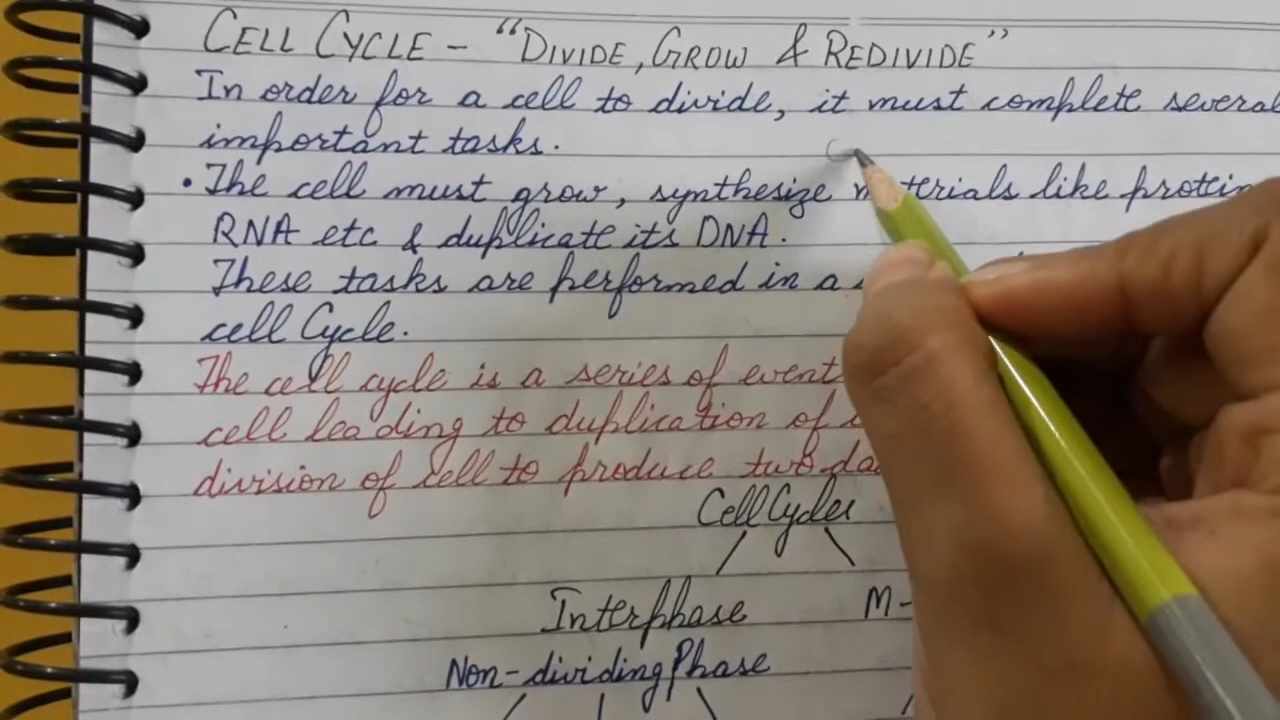 CELL CYCLE - "DIVIDE, GROW & REDIVIDE"
In order for a cell to divide, it must complete several
important tasks.
• The cell must grow, synthesize materials like protein
RNA etc & duplicate its DNA.
These tasks are performed in a
cell Cycle.
The cell cycle is a series of event
cell leading to duplication of
division of cell to produce two
Cell Cycles
Interphase M-
Non-dividing Phase